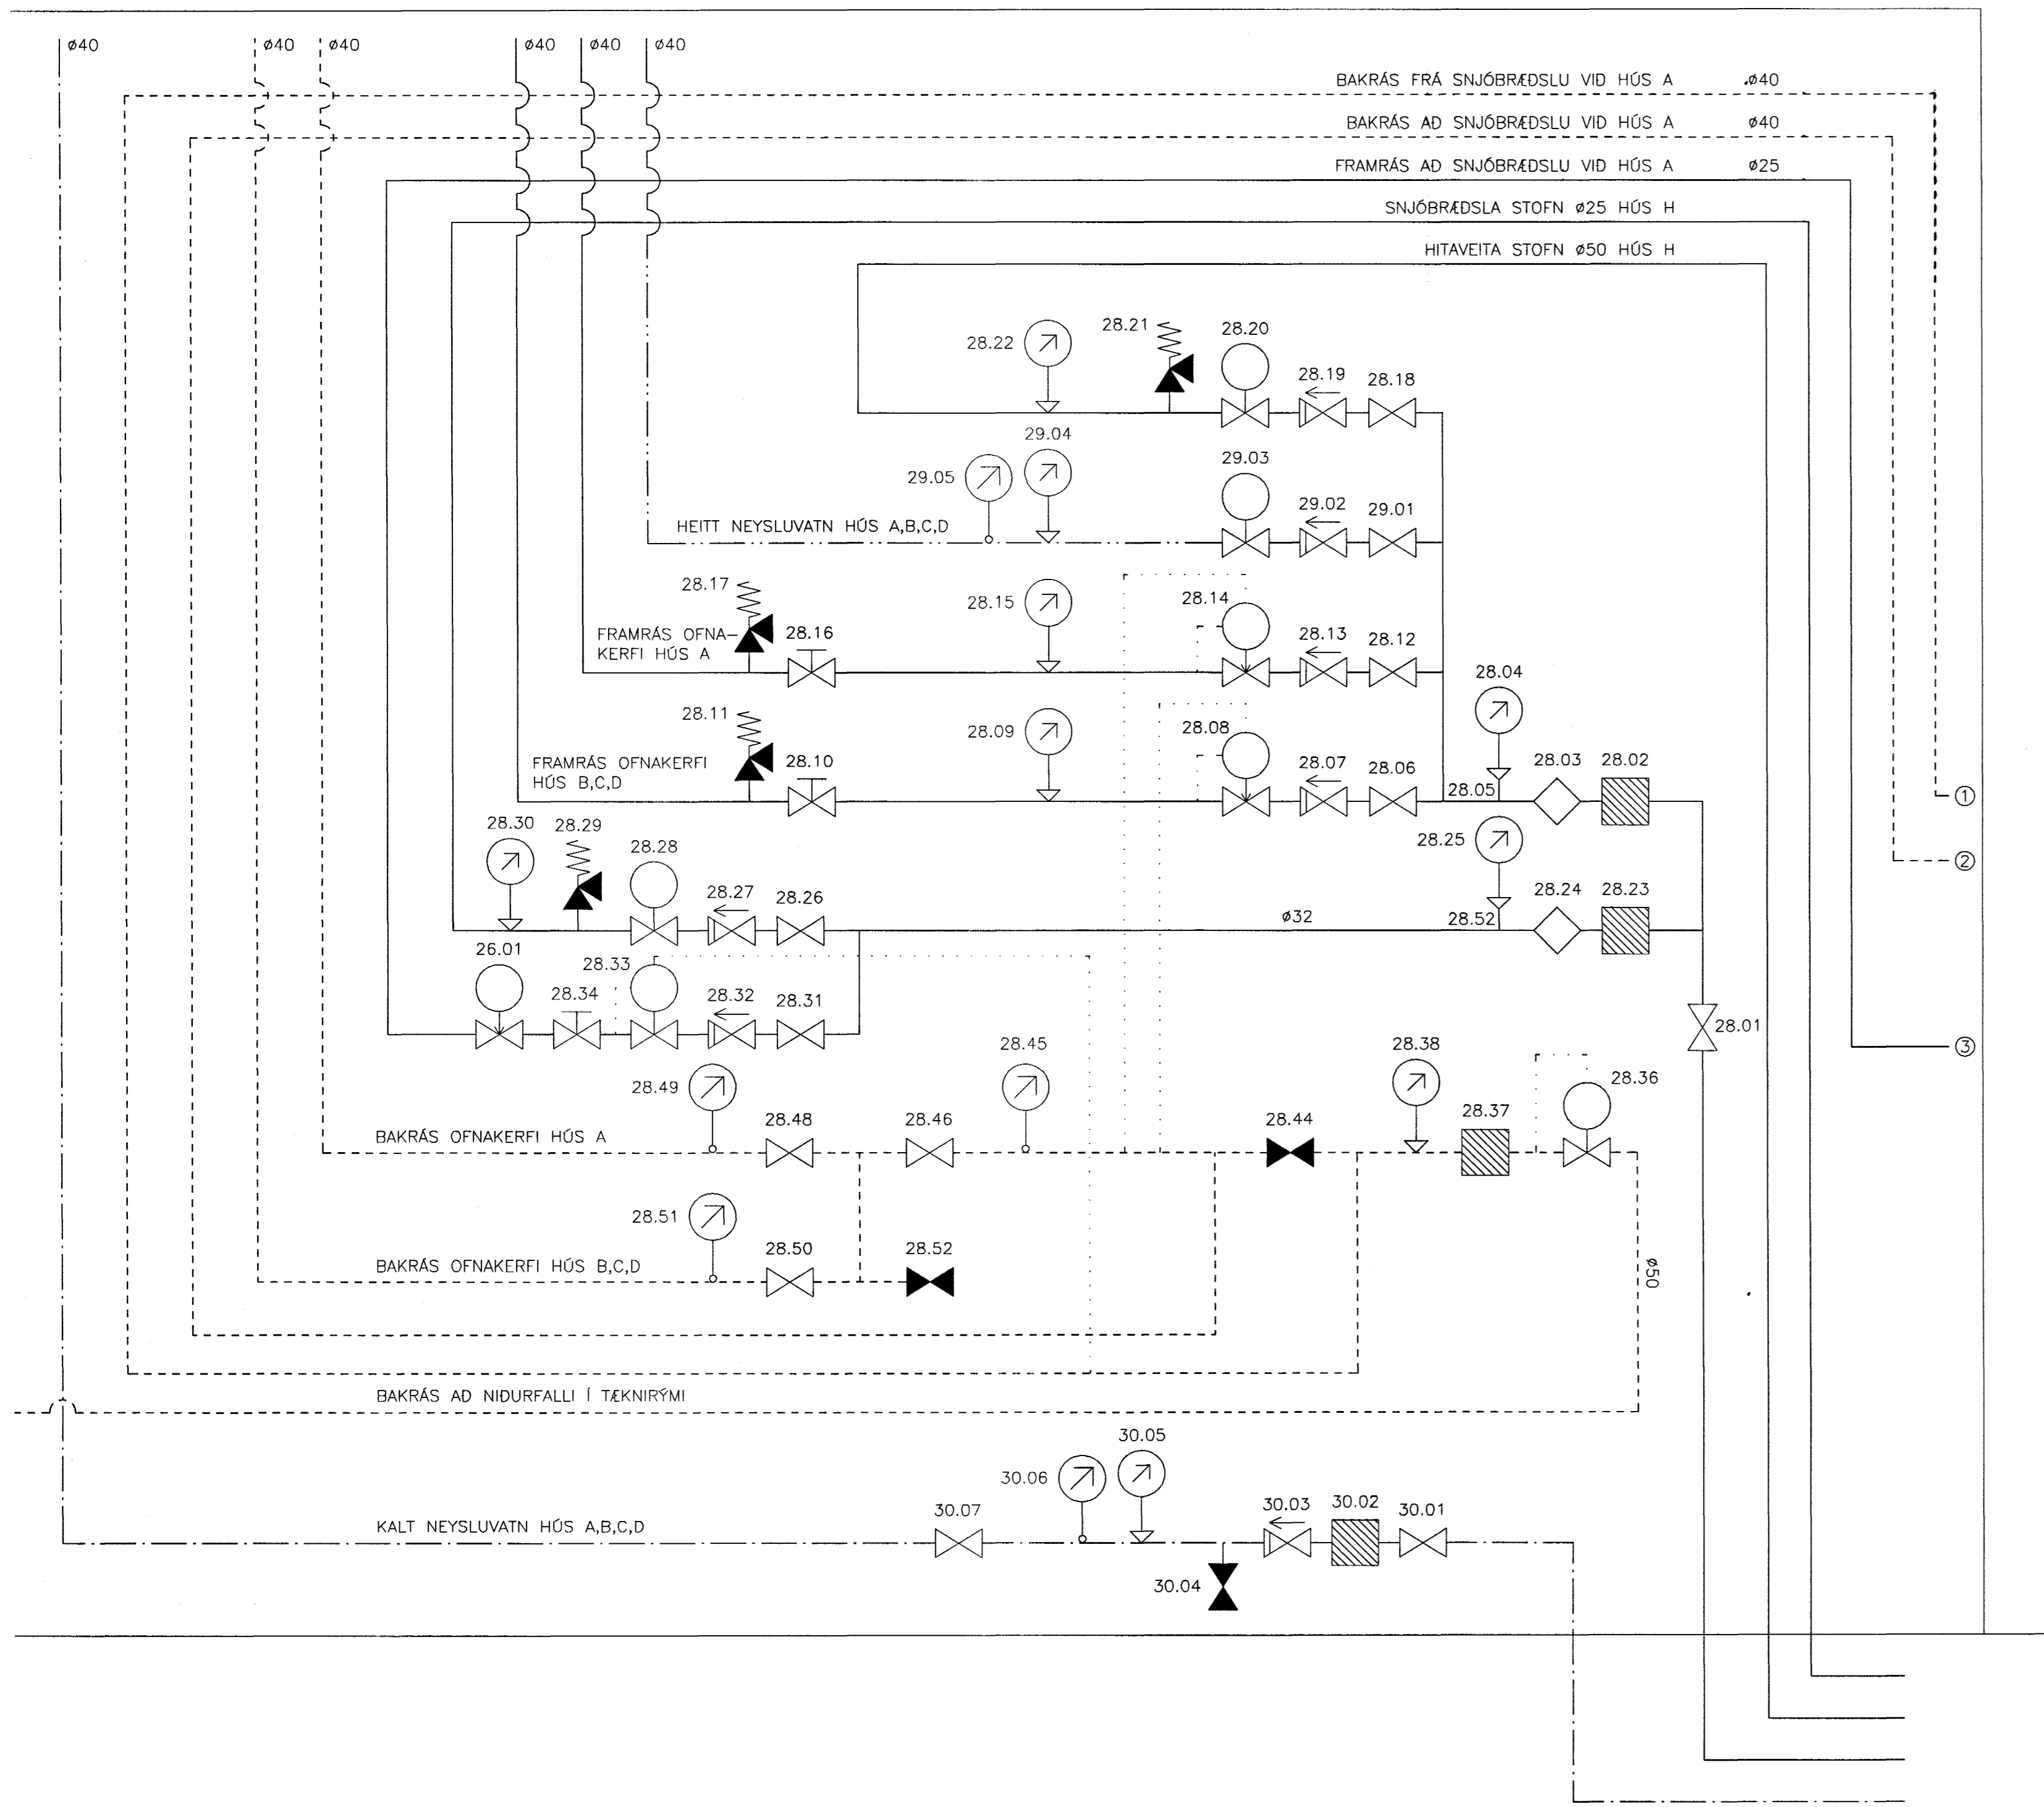 ø40
ø40
ø40
ø40
ø40
ø40
BAKRÁS FRÁ SNJÓBRÆÐSLU VIÐ HÚS A ø40
BAKRÁS AÐ SNJÓBRÆÐSLU VIÐ HÚS A ø40
FRAMRÁS AÐ SNJÓBRÆÐSLU VIÐ HÚS A ø25
SNJÓBRÆÐSLA STOFN ø25 HÚS H
HITAVEITA STOFN ø50 HÚS H
28.22
28.21
28.20
28.19
28.18
29.05
29.04
29.03
29.02
29.01
HEITT NEYSLUVATN HÚS A,B,C,D
28.17
28.16
28.15
28.14
28.13
28.12
FRAMRÁS OFNA-
KERFI HÚS A
28.04
28.11
28.10
28.09
28.08
28.07
28.06
28.05
28.03
28.02
FRAMRÁS OFNAKERFI
HÚS B,C,D
①
28.30
28.29
28.28
28.27
28.26
ø32
28.25
28.52
28.24
28.23
②
26.01
28.34
28.33
28.32
28.31
28.01
③
28.49
28.48
28.46
28.45
28.44
28.38
28.37
28.36
BAKRÁS OFNAKERFI HÚS A
28.51
28.50
28.52
BAKRÁS OFNAKERFI HÚS B,C,D
ø50
BAKRÁS AÐ NIÐURFALLI Í TÆKNIRÝMI
30.07
30.06
30.05
30.03
30.02
30.01
KALT NEYSLUVATN HÚS A,B,C,D
30.04